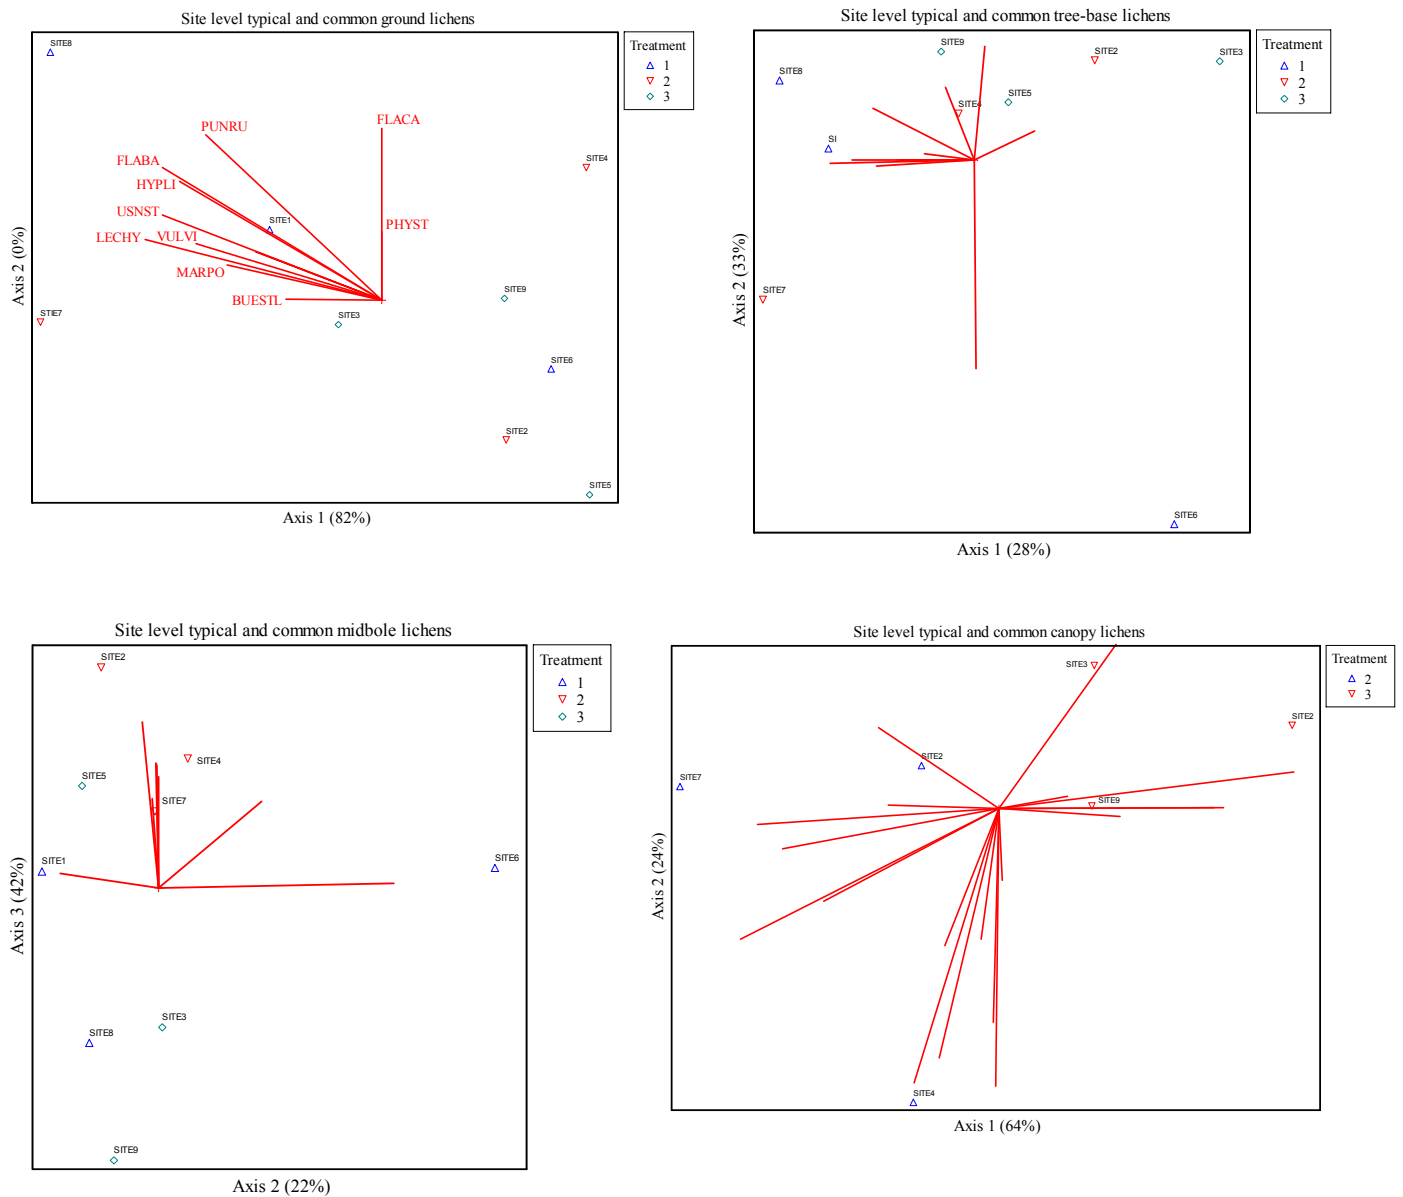 Site level typical and common ground lichens
Treatment
1
2
3
SITE8
PUNRU
FLACA
FLABA
SITE4
HYPLI
USNST
SITE1
PHYST
LECHY
VULVI
MARPO
BUESTL
SITE9
STIE7
SITE3
SITE6
SITE2
SITE5
Axis 2 (0%)
Axis 1 (82%)
Site level typical and common tree-base lichens
Treatment
1
2
3
SITE9
SITE2
SITE3
SITE8
SITE4
SITE5
SI
SITE7
SITE6
Axis 2 (33%)
Axis 1 (28%)
Site level typical and common midbole lichens
Treatment
1
2
3
SITE2
SITE4
SITE5
SITE7
SITE1
SITE6
SITE3
SITE8
SITE9
Axis 3 (42%)
Axis 2 (22%)
Site level typical and common canopy lichens
Treatment
2
3
SITE3
SITE2
SITE2
SITE7
SITE9
SITE4
Axis 2 (24%)
Axis 1 (64%)